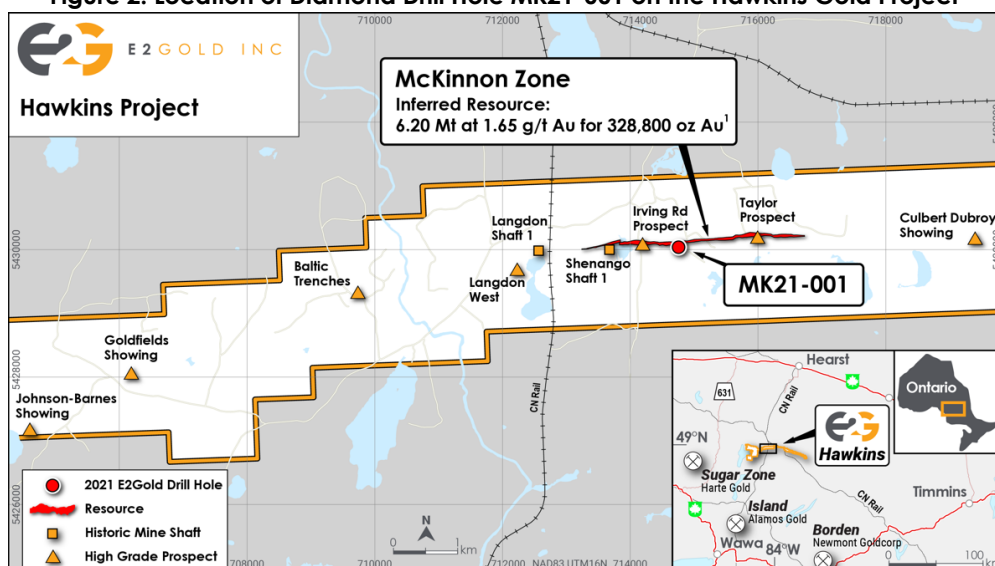 Figure 2: Location of Diamond Drill Hole MK21-001 on the Hawkins Gold Project
710000
712000
714000
716000
718000
E2GOLD INC
Hawkins Project
McKinnon Zone
Inferred Resource:
6.20 Mt at 1.65 g/t Au for 328,800 oz Au1
5430000
Langdon
Shaft 1
Irving Rd
Prospect
Taylor
Prospect
Culbert Dubroy
Showing
Baltic
Trenches
Langdon
West
Shenango
Shaft 1
MK21-001
Goldfields
Showing
5428000
Johnson-Barnes
Showing
CN Rail
5426000
2021 E2Gold Drill Hole
Resource
Historic Mine Shaft
High Grade Prospect
N
0
1
km
708000
710000
712000
NAD83 UTM16N
714000
Hearst
631
CN Rail
Ontario
49°N
Hawkins
Sugar Zone
Harte Gold
CN Rail
Timmins
Island
Alamos Gold
Borden
Newmont Goldcorp
Wawa
84°W
0
100
km